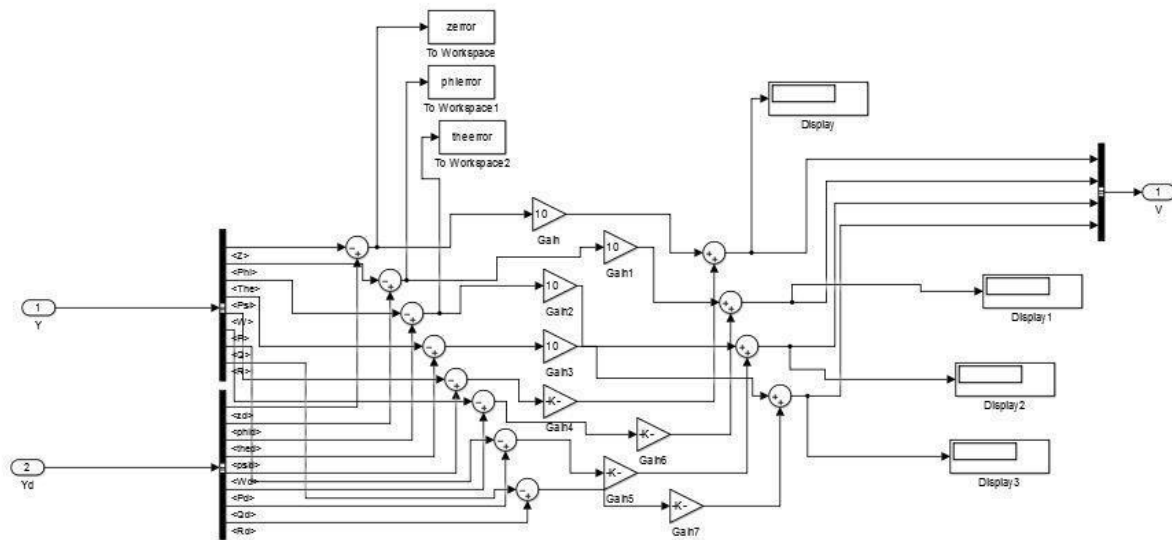 zerror
To Workspace
phierror
To Workspace1
theerror
To Workspace2
Display
1
V
10
Gain
10
Gain1
10
Gain2
10
Gain3
-K-
Gain4
-K-
Gain6
-K-
Gain5
-K-
Gain7
Display1
Display2
Display3
1
Y
<Z>
<Phi>
<The>
<Psi>
<W>
<P>
<Q>
<R>
2
Yd
<zd>
<phid>
<thed>
<psid>
<Wd>
<Pd>
<Qd>
<Rd>